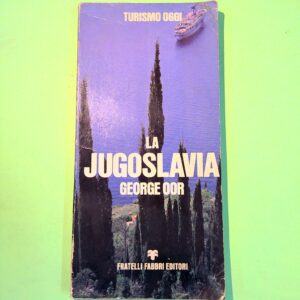 TURISMO OGGI
LA
JUGOSLAVIA
GEORGE OOR
FRATELLI FABBRI EDITORI